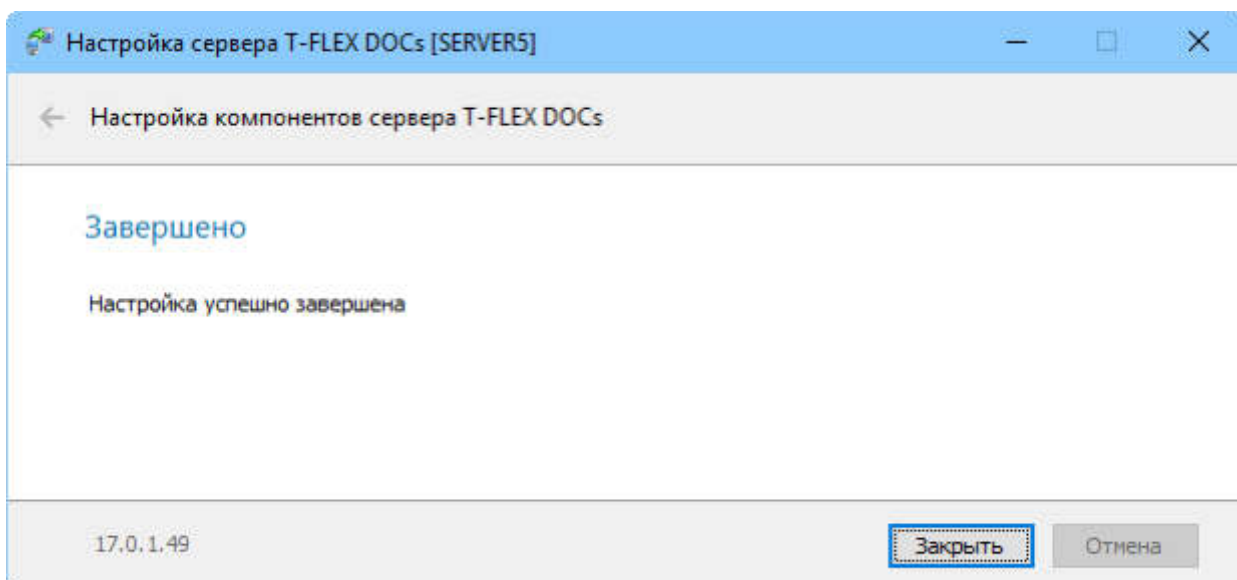 Настройка сервера T-FLEX DOCs [SERVER5]
Настройка компонентов сервера T-FLEX DOCs
Завершено
Настройка успешно завершена
17.0.1.49
Закрыть
Отмена